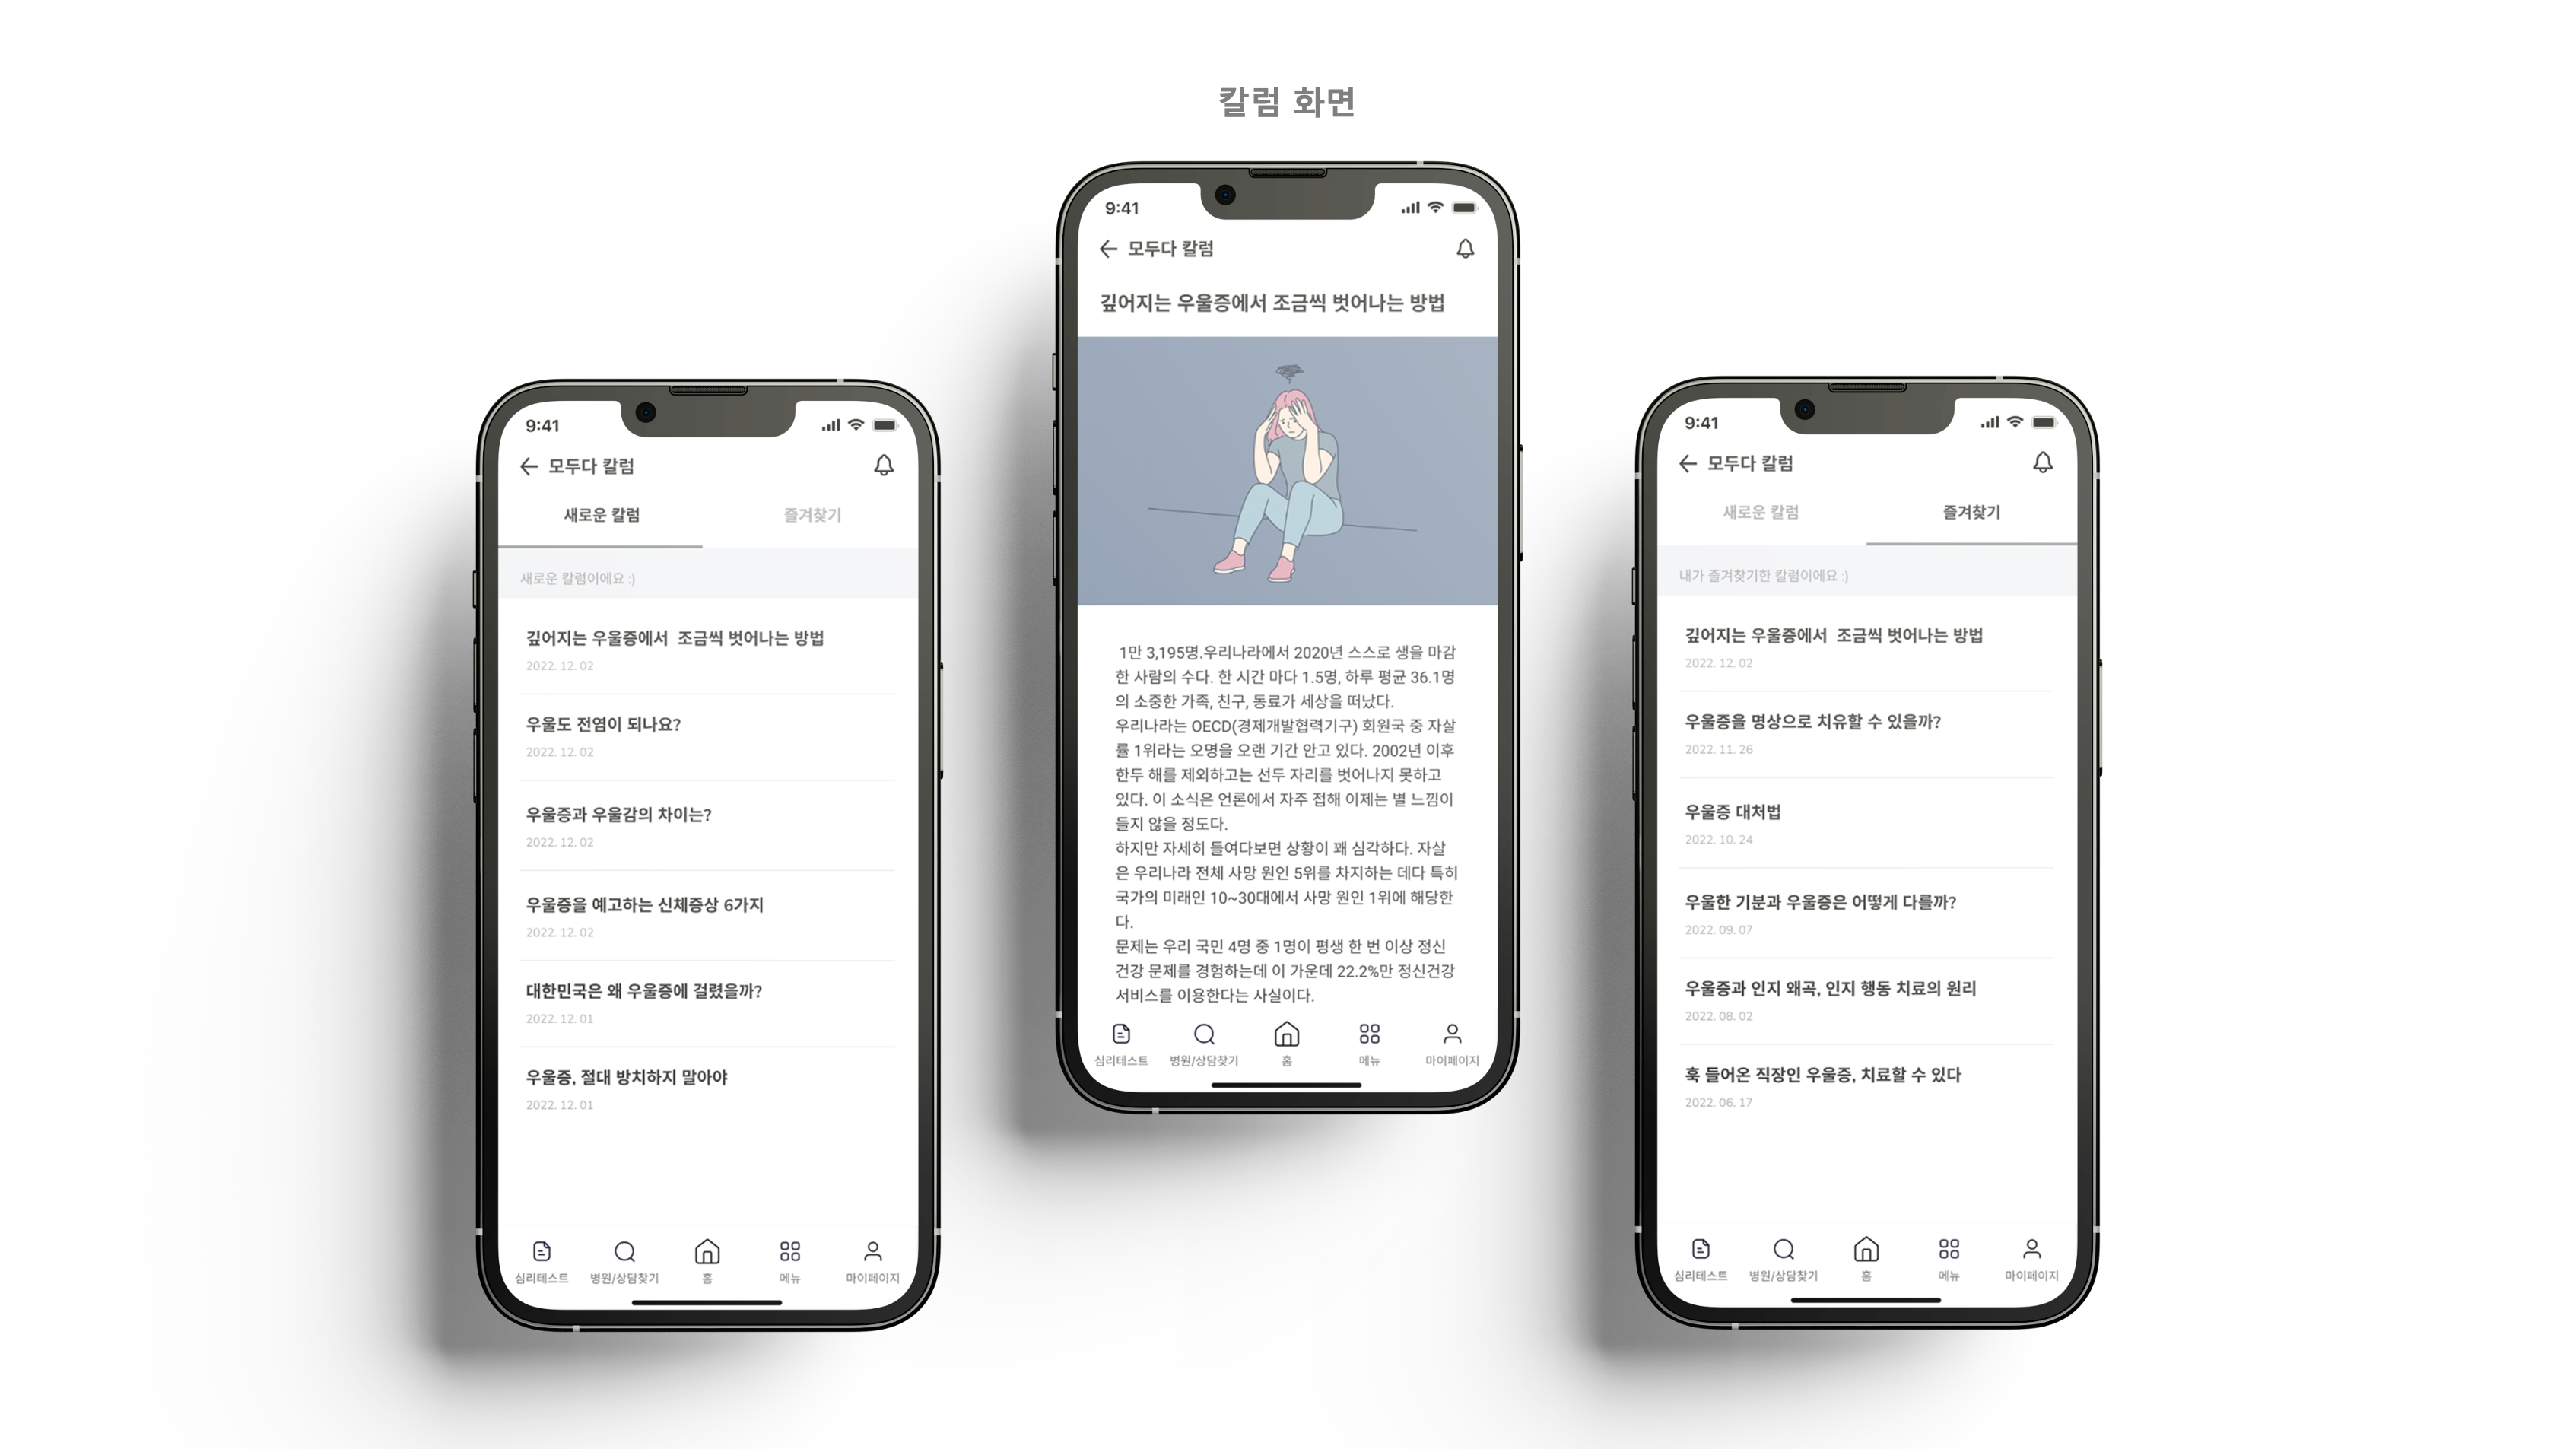 칼럼 화면
9:41
모두다 칼럼
새로운 칼럼 즐겨찾기
새로운 칼럼이에요 :)
깊어지는 우울증에서  조금씩 벗어나는 방법
2022. 12. 02
우울도 전염이 되나요?
2022. 12. 02
우울증과 우울감의 차이는?
2022. 12. 02
우울증을 예고하는 신체증상 6가지
2022. 12. 02
대한민국은 왜 우울증에 걸렸을까?
2022. 12. 01
우울증, 절대 방치하지 말아야
2022. 12. 01
심리테스트 병원/상담찾기 홈 메뉴 마이페이지
9:41
모두다 칼럼
깊어지는 우울증에서 조금씩 벗어나는 방법
1만 3,195명.우리나라에서 2020년 스스로 생을 마감
한 사람의 수다. 한 시간 마다 1.5명, 하루 평균 36.1명
의 소중한 가족, 친구, 동료가 세상을 떠났다.
우리나라는 OECD(경제개발협력기구) 회원국 중 자살
률 1위라는 오명을 오랜 기간 안고 있다. 2002년 이후
한두 해를 제외하고는 선두 자리를 벗어나지 못하고
있다. 이 소식은 언론에서 자주 접해 이제는 별 느낌이
들지 않을 정도다.
하지만 자세히 들여다보면 상황이 꽤 심각하다. 자살
은 우리나라 전체 사망 원인 5위를 차지하는 데다 특히
국가의 미래인 10~30대에서 사망 원인 1위에 해당한
다.
문제는 우리 국민 4명 중 1명이 평생 한 번 이상 정신
건강 문제를 경험하는데 이 가운데 22.2%만 정신건강
서비스를 이용한다는 사실이다.
심리테스트 병원/상담찾기 홈 메뉴 마이페이지
9:41
모두다 칼럼
새로운 칼럼 즐겨찾기
내가 즐겨찾기한 칼럼이에요 :)
깊어지는 우울증에서  조금씩 벗어나는 방법
2022. 12. 02
우울증을 명상으로 치유할 수 있을까?
2022. 11. 26
우울증 대처법
2022. 10. 24
우울한 기분과 우울증은 어떻게 다를까?
2022. 09. 07
우울증과 인지 왜곡, 인지 행동 치료의 원리
2022. 08. 02
훅 들어온 직장인 우울증, 치료할 수 있다
2022. 06. 17
심리테스트 병원/상담찾기 홈 메뉴 마이페이지